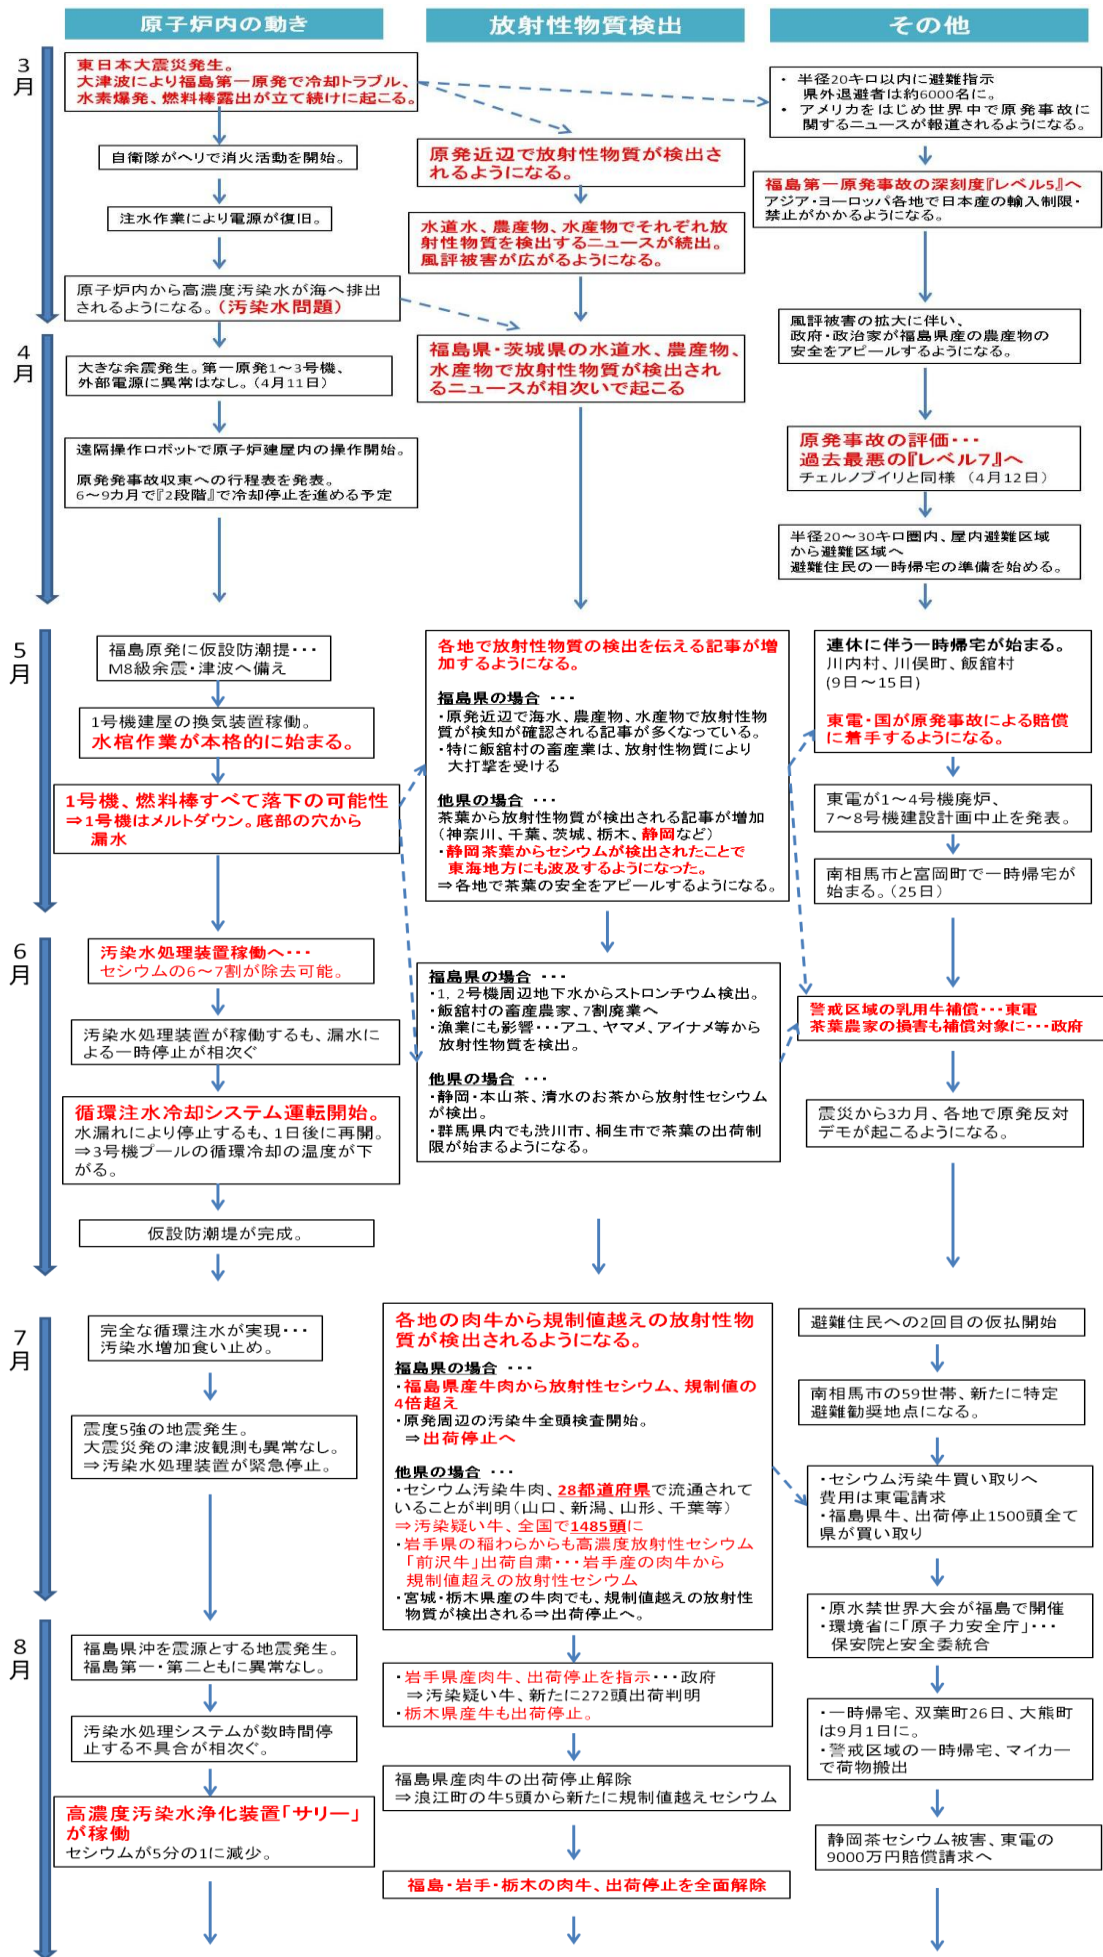 原子炉内の動き
放射性物質検出
その他
3
月
東日本大震災発生。
大津波により福島第一原発で冷却トラブル、
水素爆発、燃料棒露出が立て続けに起こる。
自衛隊がヘリで消火活動を開始。
注水作業により電源が復旧。
原子炉内から高濃度汚染水が海へ排出
されるようになる。(汚染水問題)
原発近辺で放射性物質が検出さ
れるようになる。
水道水、農産物、水産物でそれぞれ放
射性物質を検出するニュースが続出。
風評被害が広がるようになる。
・ 半径20キロ以内に避難指示
県外退避者は約6000名に。
・ アメリカをはじめ世界中で原発事故に
関するニュースが報道されるようになる。
福島第一原発事故の深刻度『レベル5』へ
アジア・ヨーロッパ各地で日本産の輸入制限・
禁止がかかるようになる。
4
月
大きな余震発生。第一原発1～3号機、
外部電源に異常はなし。(4月11日)
遠隔操作ロボットで原子炉建屋内の操作開始。
原発発事故収束への行程表を発表。
6～9カ月で『2段階』で冷却停止を進める予定
福島県・茨城県の水道水、農産物、
水産物で放射性物質が検出され
るニュースが相次いで起こる
風評被害の拡大に伴い、
政府・政治家が福島県産の農産物の
安全をアピールするようになる。
原発事故の評価・・・
過去最悪の『レベル7』へ
チェルノブイリと同様 (4月12日)
半径20～30キロ圏内、屋内避難区域
から避難区域へ
避難住民の一時帰宅の準備を始める。
5
月
福島原発に仮設防潮提・・・
M8級余震・津波へ備え
1号機建屋の換気装置稼働。
水棺作業が本格的に始まる。
1号機、燃料棒すべて落下の可能性
⇒1号機はメルトダウン。底部の穴から
漏水
各地で放射性物質の検出を伝える記事が増
加するようになる。
福島県の場合 ・・・
・原発近辺で海水、農産物、水産物で放射性物
質が検知が確認される記事が多くなっている。
・特に飯舘村の畜産業は、放射性物質により
大打撃を受ける
他県の場合 ・・・
茶葉から放射性物質が検出される記事が増加
(神奈川、千葉、茨城、栃木、静岡など)
・静岡茶葉からセシウムが検出されたことで
東海地方にも波及するようになった。
⇒各地で茶葉の安全をアピールするようになる。
連休に伴う一時帰宅が始まる。
川内村、川俣町、飯舘村
(9日～15日)
東電・国が原発事故による賠償
に着手するようになる。
東電が1～4号機廃炉、
7～8号機建設計画中止を発表。
南相馬市と富岡町で一時帰宅が
始まる。(25日)
6
月
汚染水処理装置稼働へ・・・
セシウムの6～7割が除去可能。
汚染水処理装置が稼働するも、漏水に
よる一時停止が相次ぐ
循環注水冷却システム運転開始。
水漏れにより停止するも、1日後に再開。
⇒3号機プールの循環冷却の温度が下
がる。
仮設防潮堤が完成。
福島県の場合 ・・・
・1, 2号機周辺地下水からストロンチウム検出。
・飯舘村の畜産農家、7割廃業へ
・漁業にも影響・・・アユ、ヤマメ、アイナメ等から
放射性物質を検出。
他県の場合 ・・・
・静岡・本山茶、清水のお茶から放射性セシウム
が検出。
・群馬県内でも渋川市、桐生市で茶葉の出荷制
限が始まるようになる。
警戒区域の乳用牛補償・・・東電
茶葉農家の損害も補償対象に・・・政府
震災から3カ月、各地で原発反対
デモが起こるようになる。
7
月
完全な循環注水が実現・・・
汚染水増加食い止め。
震度5強の地震発生。
大震災発の津波観測も異常なし。
⇒汚染水処理装置が緊急停止。
各地の肉牛から規制値越えの放射性物
質が検出されるようになる。
福島県の場合 ・・・
・福島県産牛肉から放射性セシウム、規制値の
4倍超え
・原発周辺の汚染牛全頭検査開始。
⇒出荷停止へ
他県の場合 ・・・
・セシウム汚染牛肉、28都道府県で流通されて
いることが判明(山口、新潟、山形、千葉等)
⇒汚染疑い牛、全国で1485頭に
・岩手県の稲わらからも高濃度放射性セシウム
「前沢牛」出荷自粛・・・岩手産の肉牛から
規制値超えの放射性セシウム
・宮城・栃木県産の牛肉でも、規制値越えの放射性
物質が検出される⇒出荷停止へ。
避難住民への2回目の仮払開始
南相馬市の59世帯、新たに特定
避難勧奨地点になる。
・セシウム汚染牛買い取りへ
費用は東電請求
・福島県牛、出荷停止1500頭全て
県が買い取り
・原水禁世界大会が福島で開催
・環境省に「原子力安全庁」・・・
保安院と安全委統合
8
月
福島県沖を震源とする地震発生。
福島第一・第二ともに異常なし。
汚染水処理システムが数時間停
止する不具合が相次ぐ。
高濃度汚染水浄化装置「サリー」
が稼働
セシウムが5分の1に減少。
・岩手県産肉牛、出荷停止を指示・・・政府
⇒汚染疑い牛、新たに272頭出荷判明
・栃木県産牛も出荷停止。
福島県産肉牛の出荷停止解除
⇒浪江町の牛5頭から新たに規制値越えセシウム
福島・岩手・栃木の肉牛、出荷停止を全面解除
・一時帰宅、双葉町26日、大熊町
は9月1日に。
・警戒区域の一時帰宅、マイカー
で荷物搬出
静岡茶セシウム被害、東電の
9000万円賠償請求へ